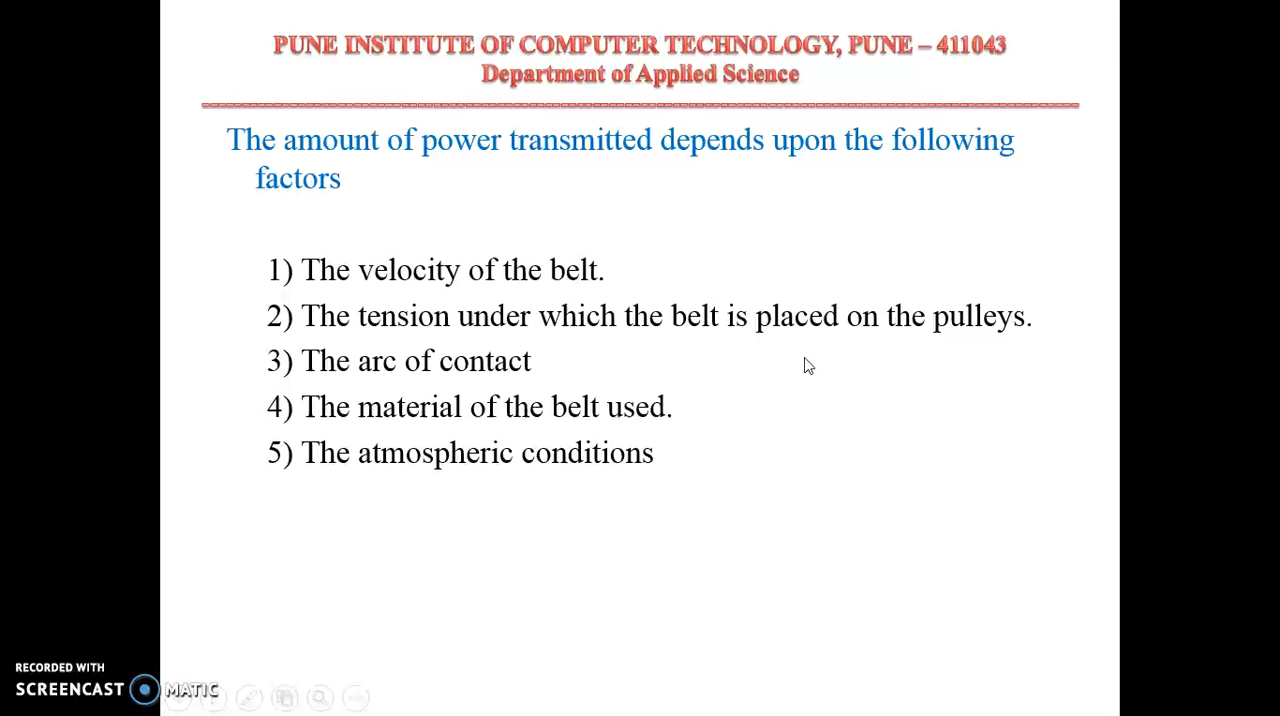 PUNE INSTITUTE OF COMPUTER TECHNOLOGY, PUNE – 411043
Department of Applied Science
The amount of power transmitted depends upon the following
factors
1) The velocity of the belt.
2) The tension under which the belt is placed on the pulleys.
3) The arc of contact
4) The material of the belt used.
5) The atmospheric conditions
RECORDED WITH
SCREENCAST MATIC